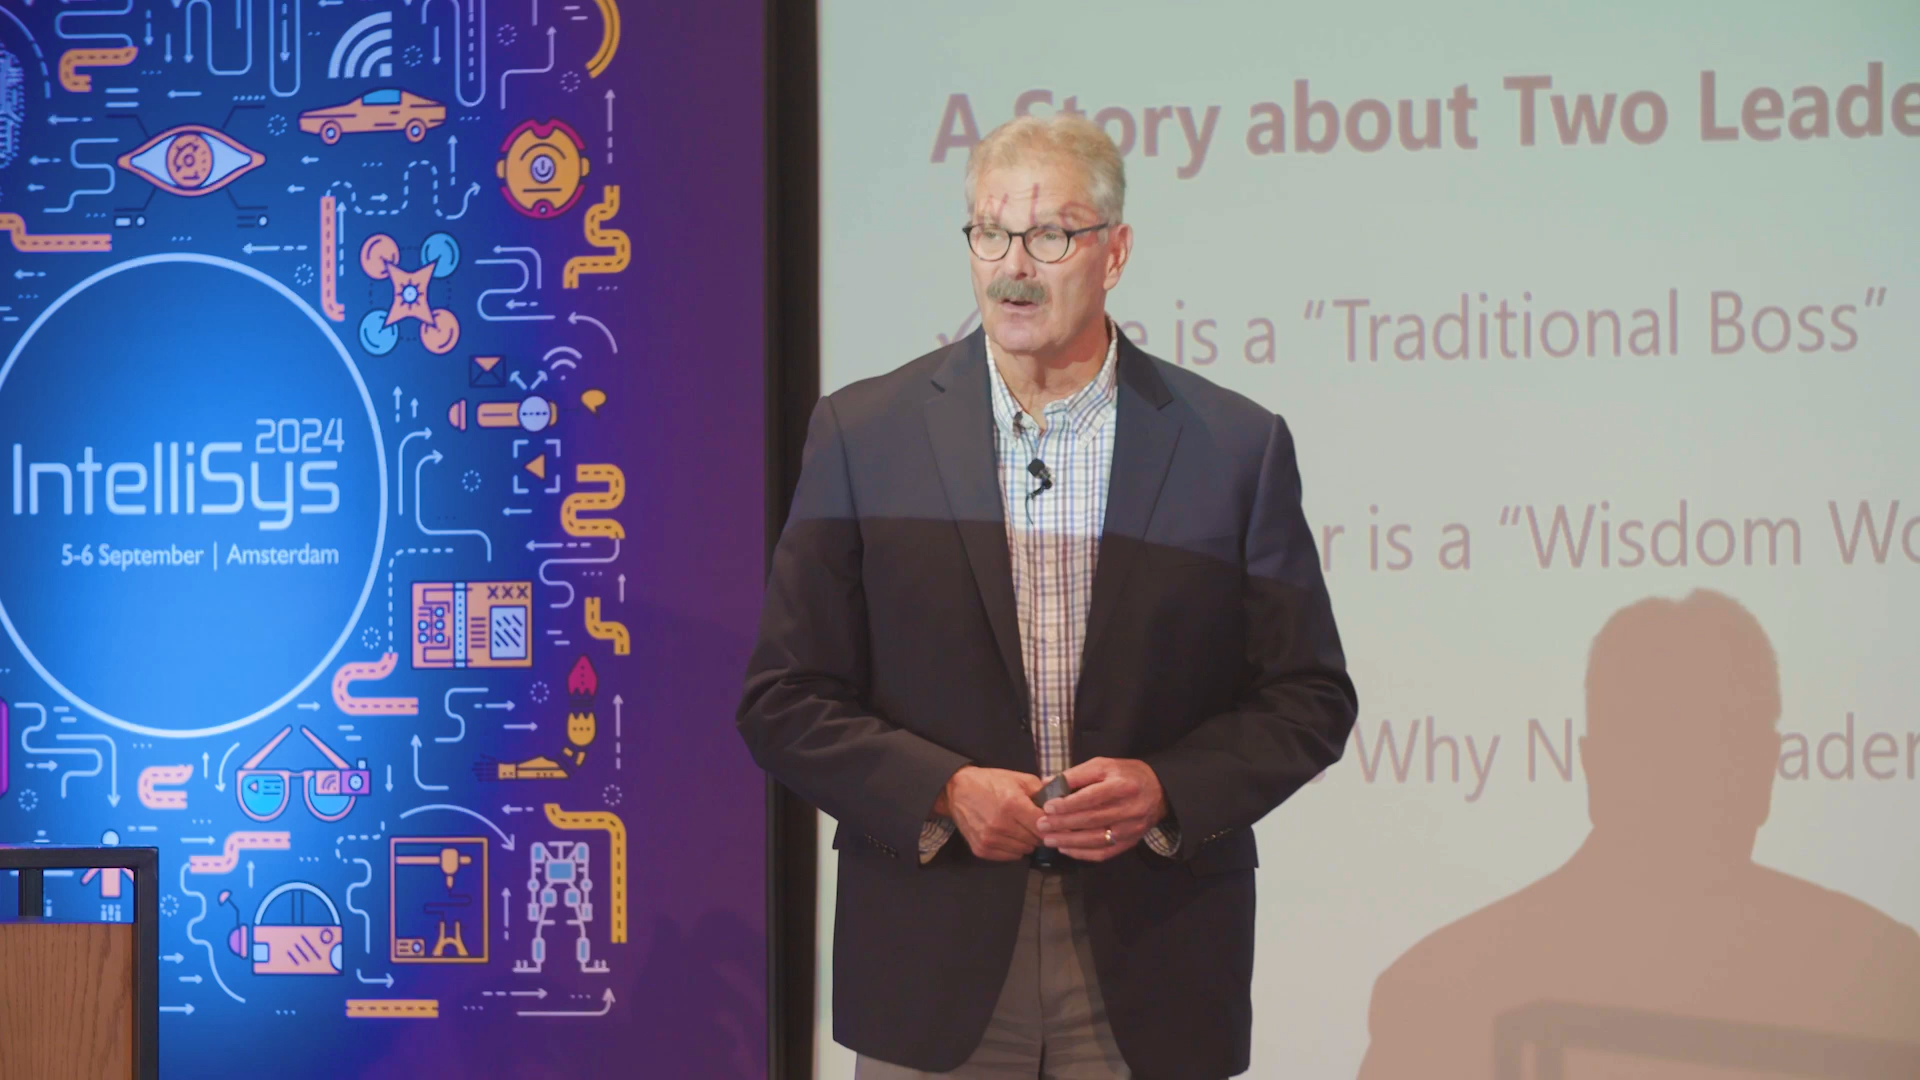 2024
IntelliSys
5-6 September | Amsterdam
XXX
A Story about Two Leade
is a “Traditional Boss”
r is a “Wisdom Wo
Why N ader